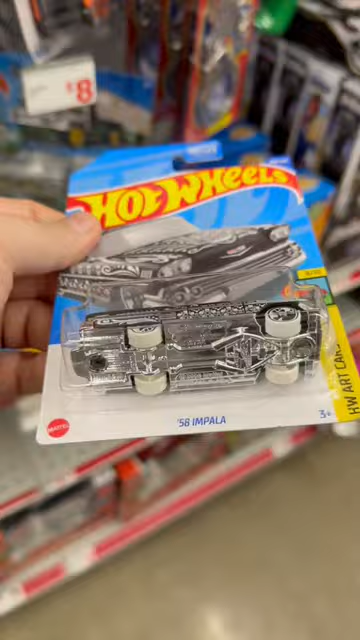 $8
HOT WHEELS
HW ART CARS
MATTEL
'58 IMPALA
3+